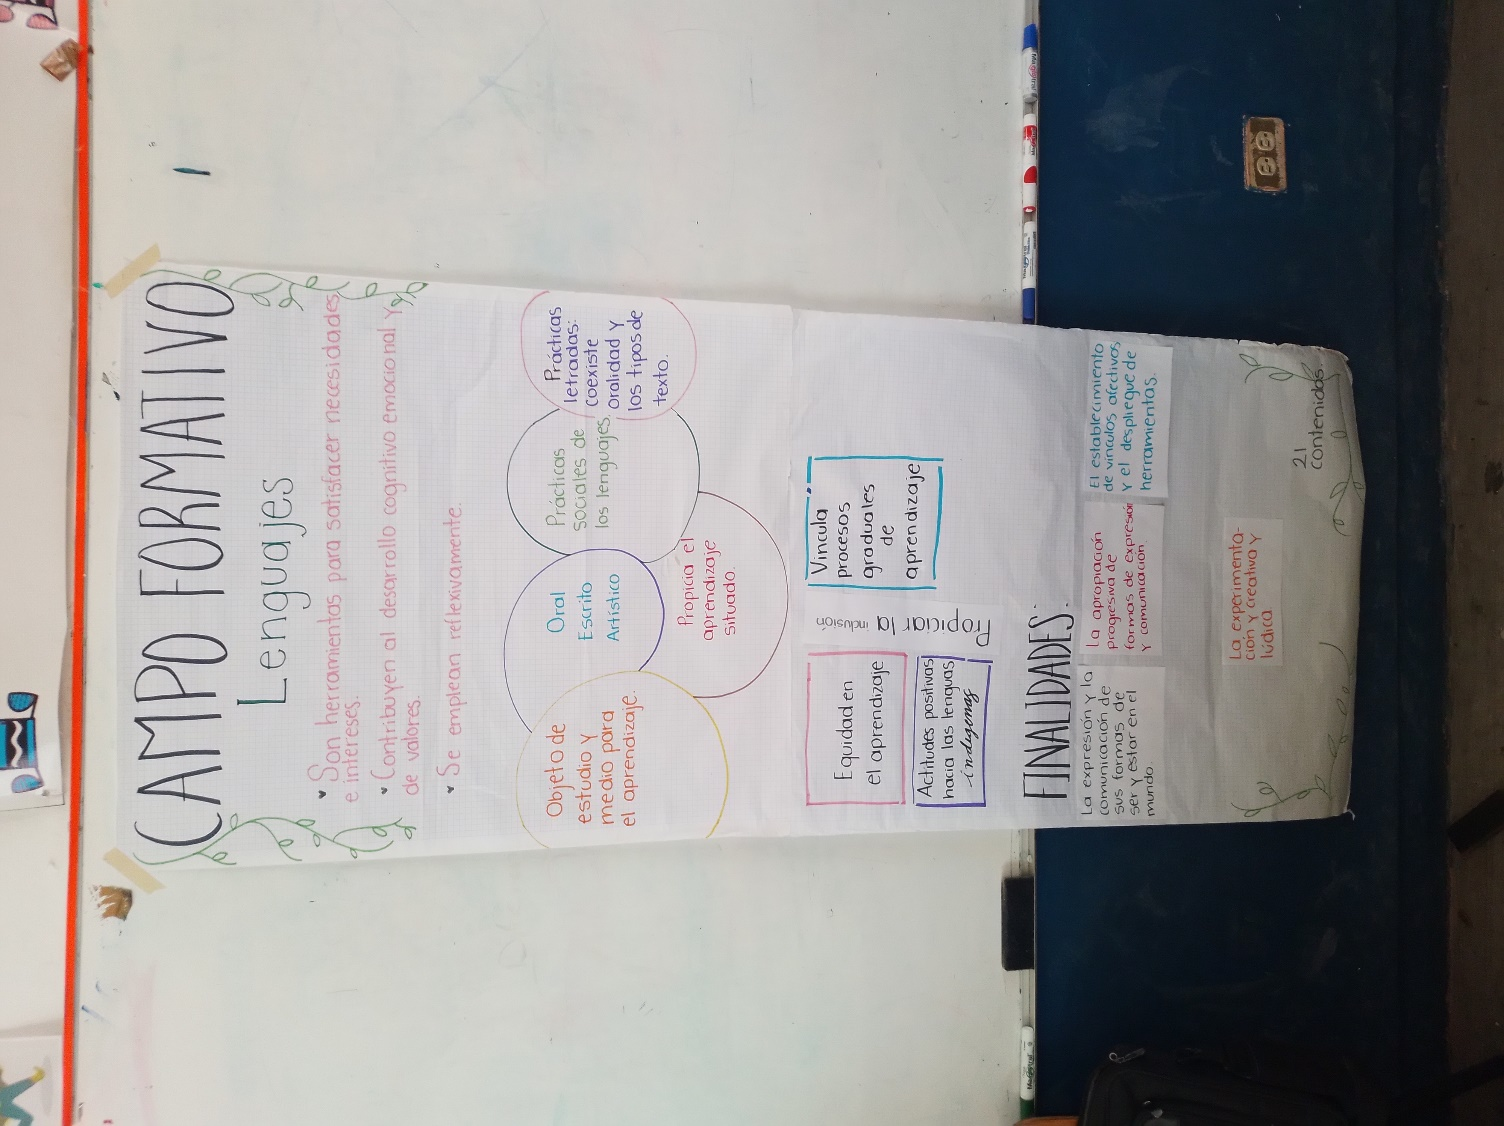 CAMPO FORMATIVO
Lenguajes
Son herramientas para satisfacer necesidades
e intereses.
Contribuyen al desarrollo cognitivo emocional y
de valores.
Se emplean reflexivamente.
Objeto de
estudio y
medio para
el aprendizaje.
Oral
Escrito
Artístico
Prácticas
sociales de
los lenguajes.
Prácticas
letradas:
coexiste
oralidad y
los tipos de
texto.
Propicia el
aprendizaje
situado.
Equidad en
el aprendizaje
Propiciar la inclusión
Vincula
procesos
graduales
de
aprendizaje
Actitudes positivas
hacia las lenguas
indígenas
FINALIDADES:
La expresión y la
comunicación de
sus formas de
ser y estar en el
mundo.
La apropiación
progresiva de
formas de expresión
y comunicación
El establecimiento
de vínculos afectivos
y el despliegue de
herramientas.
La experimenta-
ción y creativa y
lúdica
21
contenidos.